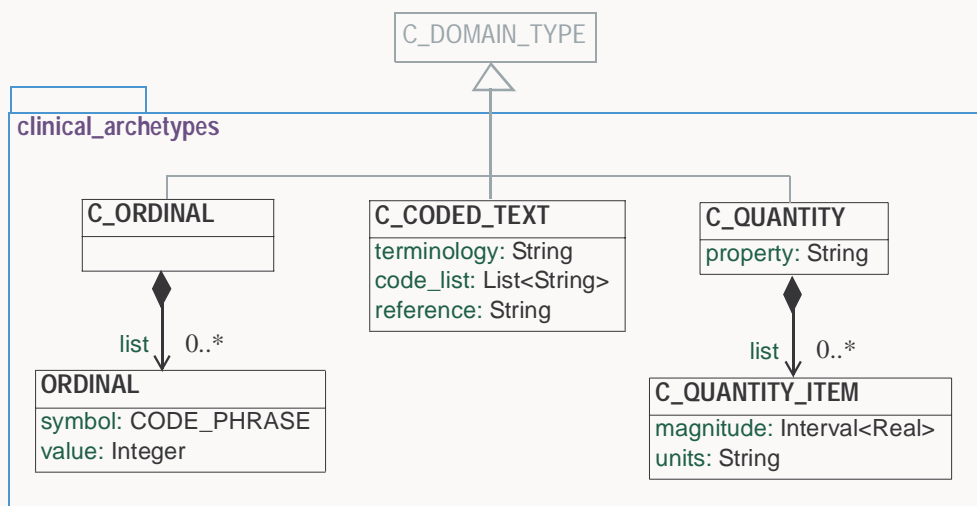 C_DOMAIN_TYPE
clinical_archetypes
C_ORDINAL
C_CODED_TEXT
terminology: String
code_list: List<String>
reference: String
C_QUANTITY
property: String
list 0..*
list 0..*
ORDINAL
symbol: CODE_PHRASE
value: Integer
C_QUANTITY_ITEM
magnitude: Interval<Real>
units: String